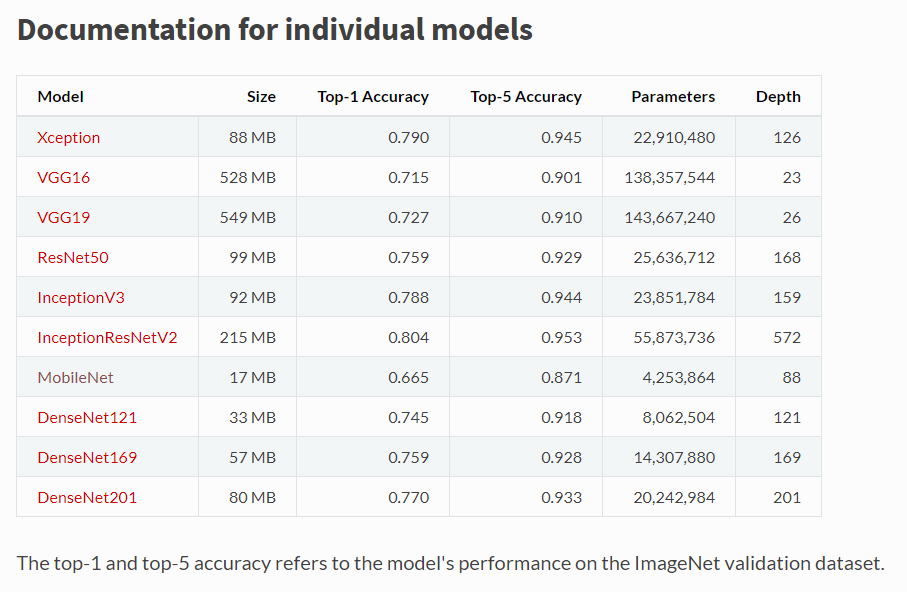 Documentation for individual models
Model Size Top-1 Accuracy Top-5 Accuracy Parameters Depth
Xception 88 MB 0.790 0.945 22,910,480 126
VGG16 528 MB 0.715 0.901 138,357,544 23
VGG19 549 MB 0.727 0.910 143,667,240 26
ResNet50 99 MB 0.759 0.929 25,636,712 168
InceptionV3 92 MB 0.788 0.944 23,851,784 159
InceptionResNetV2 215 MB 0.804 0.953 55,873,736 572
MobileNet 17 MB 0.665 0.871 4,253,864 88
DenseNet121 33 MB 0.745 0.918 8,062,504 121
DenseNet169 57 MB 0.759 0.928 14,307,880 169
DenseNet201 80 MB 0.770 0.933 20,242,984 201
The top-1 and top-5 accuracy refers to the model's performance on the ImageNet validation dataset.